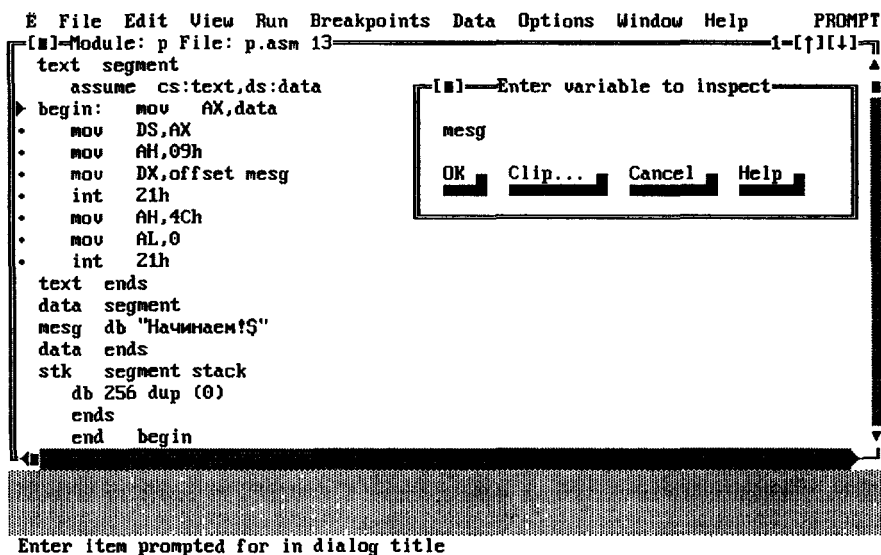 Ë File Edit View Run Breakpoints Data Options Window Help PROMPT
[■]=Module: p File: p.asm 13 1=[↑][↓]
text segment
assume cs:text,ds:data
begin: mov AX,data
mov DS,AX
mov AH,09h
mov DX,offset mesg
int 21h
mov AH,4Ch
mov AL,0
int 21h
text ends
data segment
mesg db "Начинаем!$"
data ends
stk segment stack
db 256 dup (0)
ends
end begin
[■]Enter variable to inspect
mesg
OK Clip... Cancel Help
Enter item prompted for in dialog title